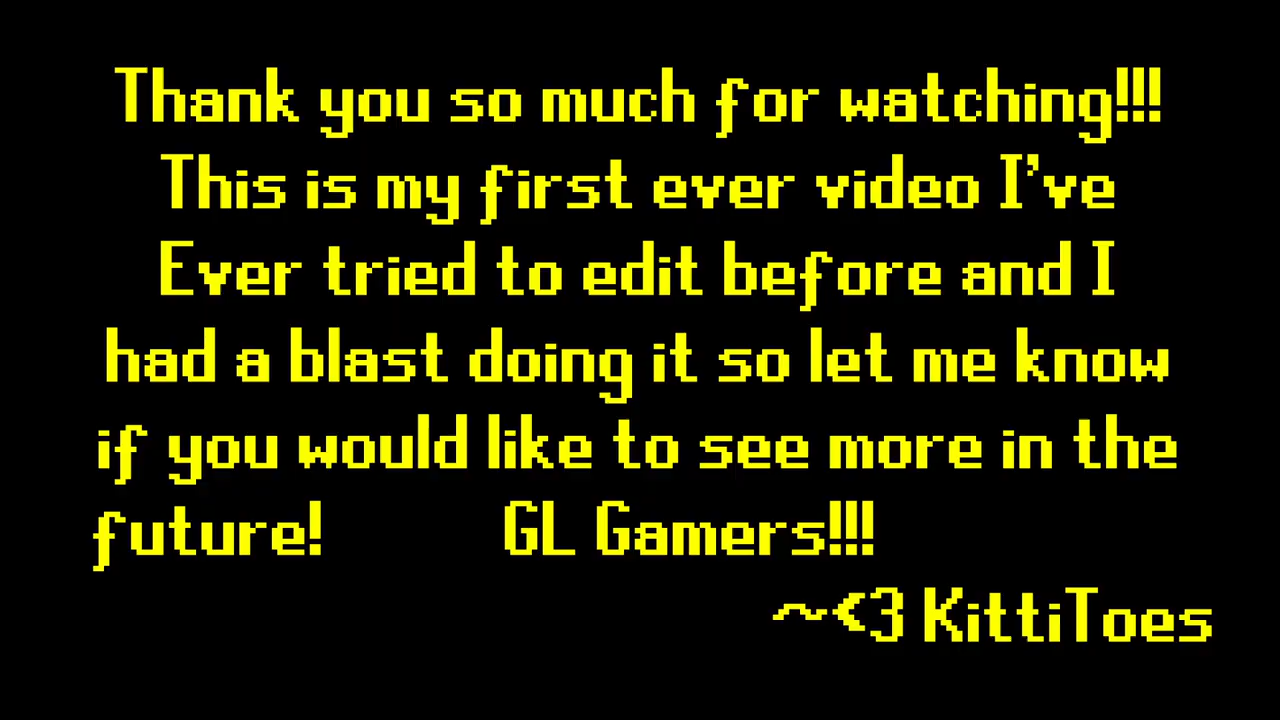 Thank you so much for watching!!!
This is my first ever video I've
Ever tried to edit before and I
had a blast doing it so let me know
if you would like to see more in the
future! GL Gamers!!!
~<3 KittiToes